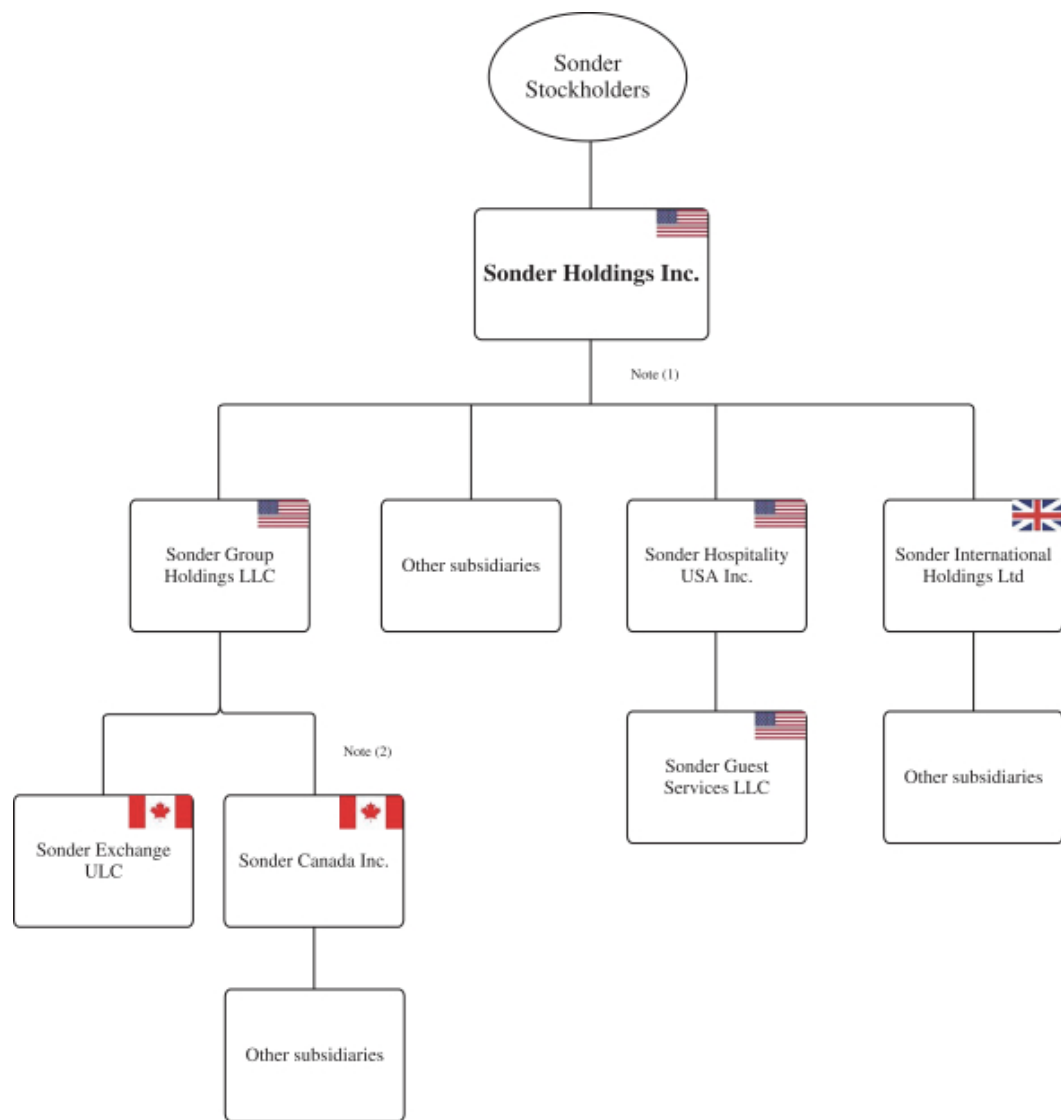 Sonder
Stockholders
Sonder Holdings Inc.
Note (1)
Sonder Group
Holdings LLC
Other subsidiaries
Sonder Hospitality
USA Inc.
Sonder International
Holdings Ltd
Note (2)
Sonder Guest
Services LLC
Other subsidiaries
Sonder Exchange
ULC
Sonder Canada Inc.
Other subsidiaries